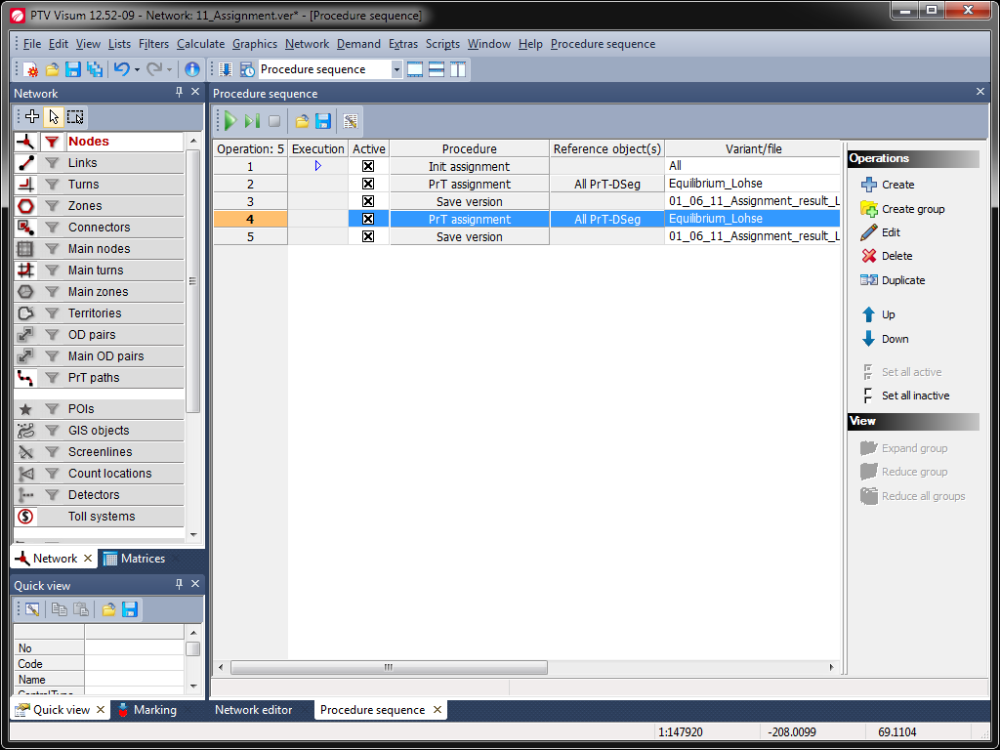 PTV Visum 12.52-09 - Network: 11_Assignment.ver* - [Procedure sequence]
File Edit View Lists Filters Calculate Graphics Network Demand Extras Scripts Window Help Procedure sequence
Procedure sequence
Network
Procedure sequence
Nodes
Links
Turns
Zones
Connectors
Main nodes
Main turns
Main zones
Territories
OD pairs
Main OD pairs
PrT paths
POIs
GIS objects
Screenlines
Count locations
Detectors
Toll systems
Network
Matrices
Quick view
No
Code
Name
ControlType
Quick view
Marking
Operation: 5 Execution Active Procedure Reference object(s) Variant/file
1 Init assignment All
2 PrT assignment All PrT-DSeg Equilibrium_Lohse
3 Save version 01_06_11_Assignment_result_L
4 PrT assignment All PrT-DSeg Equilibrium_Lohse
5 Save version 01_06_11_Assignment_result_L
Operations
Create
Create group
Edit
Delete
Duplicate
Up
Down
Set all active
Set all inactive
View
Expand group
Reduce group
Reduce all groups
Network editor
Procedure sequence
1:147920 -208.0099 69.1104